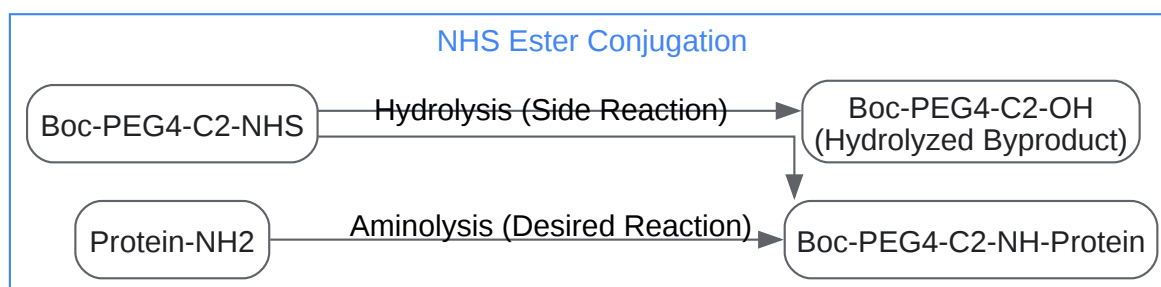 NHS Ester Conjugation
Boc-PEG4-C2-NHS
Hydrolysis (Side Reaction)
Boc-PEG4-C2-OH
(Hydrolyzed Byproduct)
Protein-NH2
Aminolysis (Desired Reaction)
Boc-PEG4-C2-NH-Protein